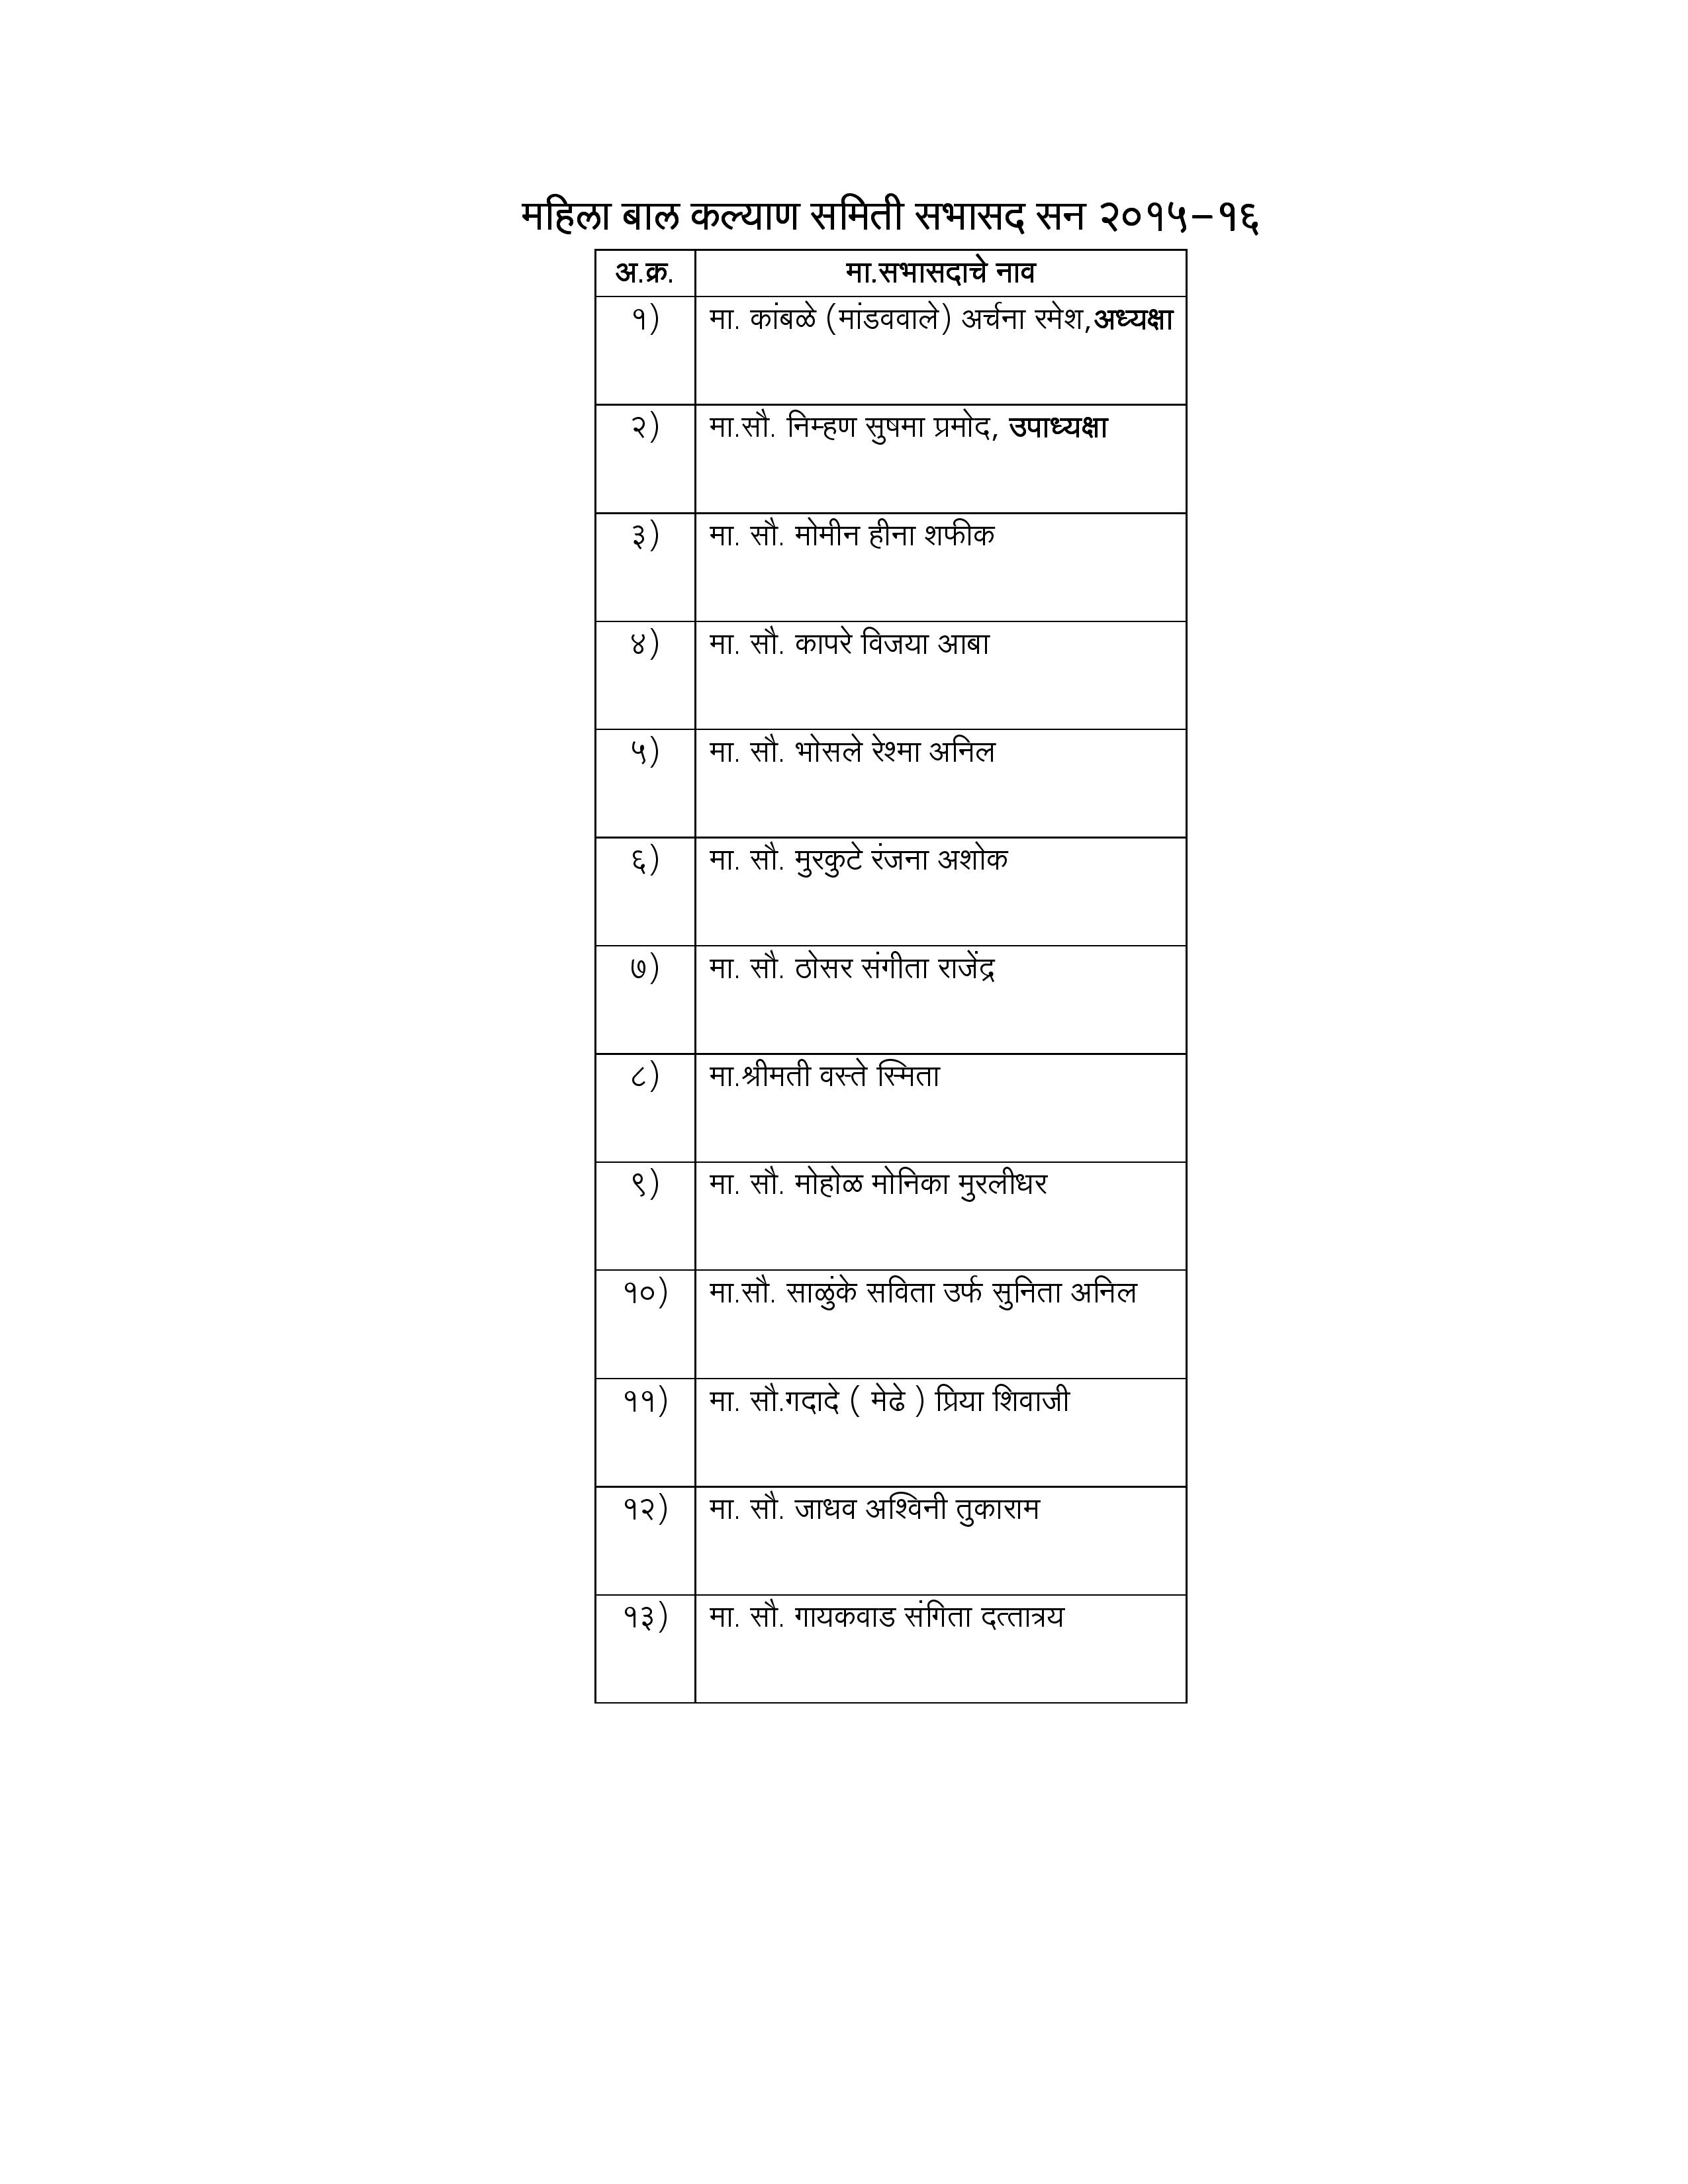 महिला बाल कल्याण समिती सभासद सन २०१५–१६
अ.क्र. मा.सभासदाचे नाव
१) मा. कांबळे (मांडववाले) अर्चना रमेश,अध्यक्षा
२) मा.सौ. निम्हण सुषमा प्रमोद, उपाध्यक्षा
३) मा. सौ. मोमीन हीना शफीक
४) मा. सौ. कापरे विजया आबा
५) मा. सौ. भोसले रेश्मा अनिल
६) मा. सौ. मुरकुटे रंजना अशोक
७) मा. सौ. ठोसर संगीता राजेंद्र
८) मा.श्रीमती वस्ते स्मिता
९) मा. सौ. मोहोळ मोनिका मुरलीधर
१०) मा.सौ. साळुंके सविता उर्फ सुनिता अनिल
११) मा. सौ.गदादे ( मेढे ) प्रिया शिवाजी
१२) मा. सौ. जाधव अश्विनी तुकाराम
१३) मा. सौ. गायकवाड संगिता दत्तात्रय